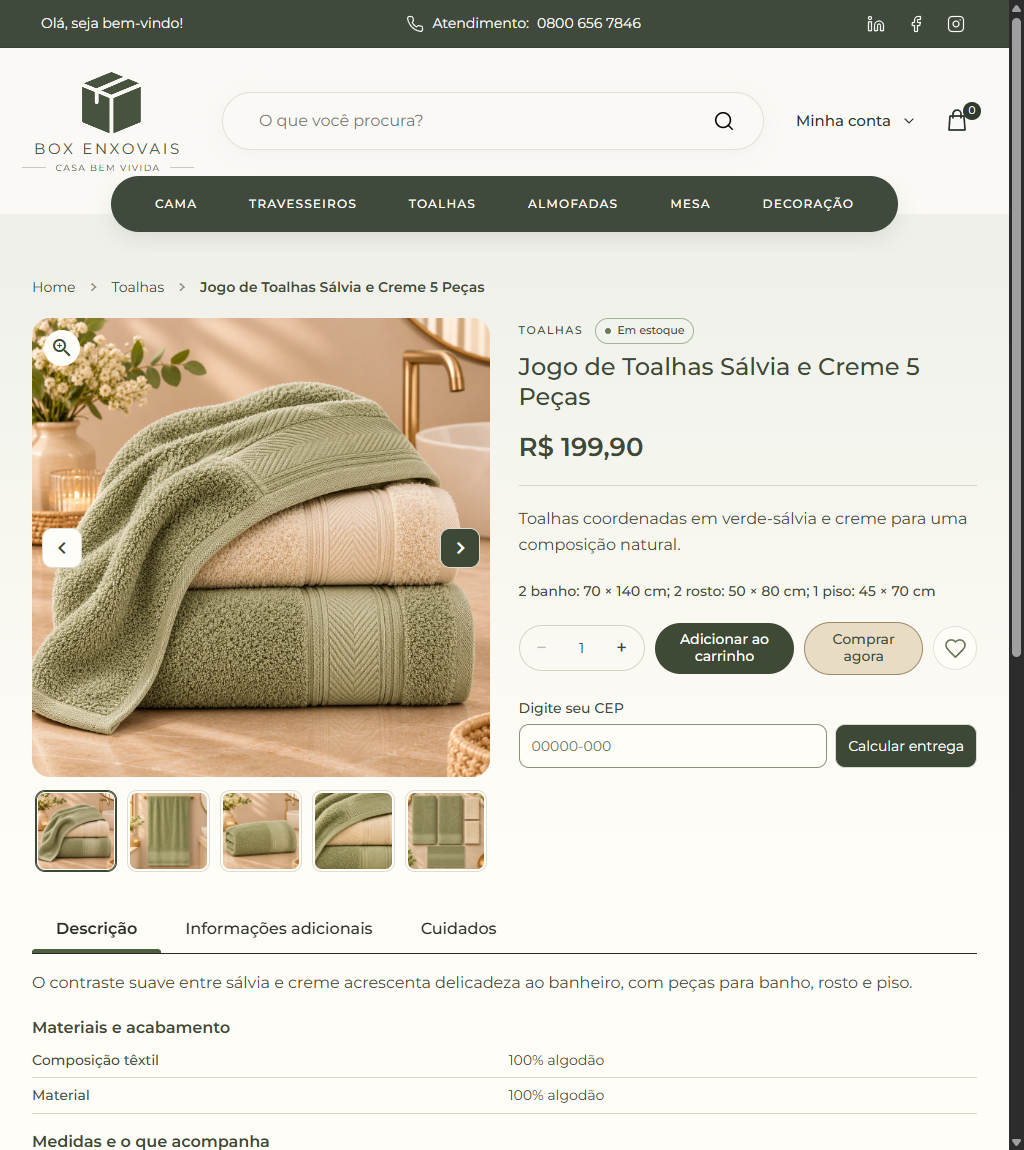 Olá, seja bem-vindo!
Atendimento: 0800 656 7846
BOX ENXOVAIS
CASA BEM VIVIDA
O que você procura?
Minha conta
0
CAMA TRAVESSEIROS TOALHAS ALMOFADAS MESA DECORAÇÃO
Home > Toalhas > Jogo de Toalhas Sálvia e Creme 5 Peças
TOALHAS
Em estoque
Jogo de Toalhas Sálvia e Creme 5
Peças
R$ 199,90
Toalhas coordenadas em verde-sálvia e creme para uma
composição natural.
2 banho: 70 × 140 cm; 2 rosto: 50 × 80 cm; 1 piso: 45 × 70 cm
− 1 +
Adicionar ao
carrinho
Comprar
agora
Digite seu CEP
00000-000
Calcular entrega
Descrição Informações adicionais Cuidados
O contraste suave entre sálvia e creme acrescenta delicadeza ao banheiro, com peças para banho, rosto e piso.
Materiais e acabamento
Composição têxtil 100% algodão
Material 100% algodão
Medidas e o que acompanha